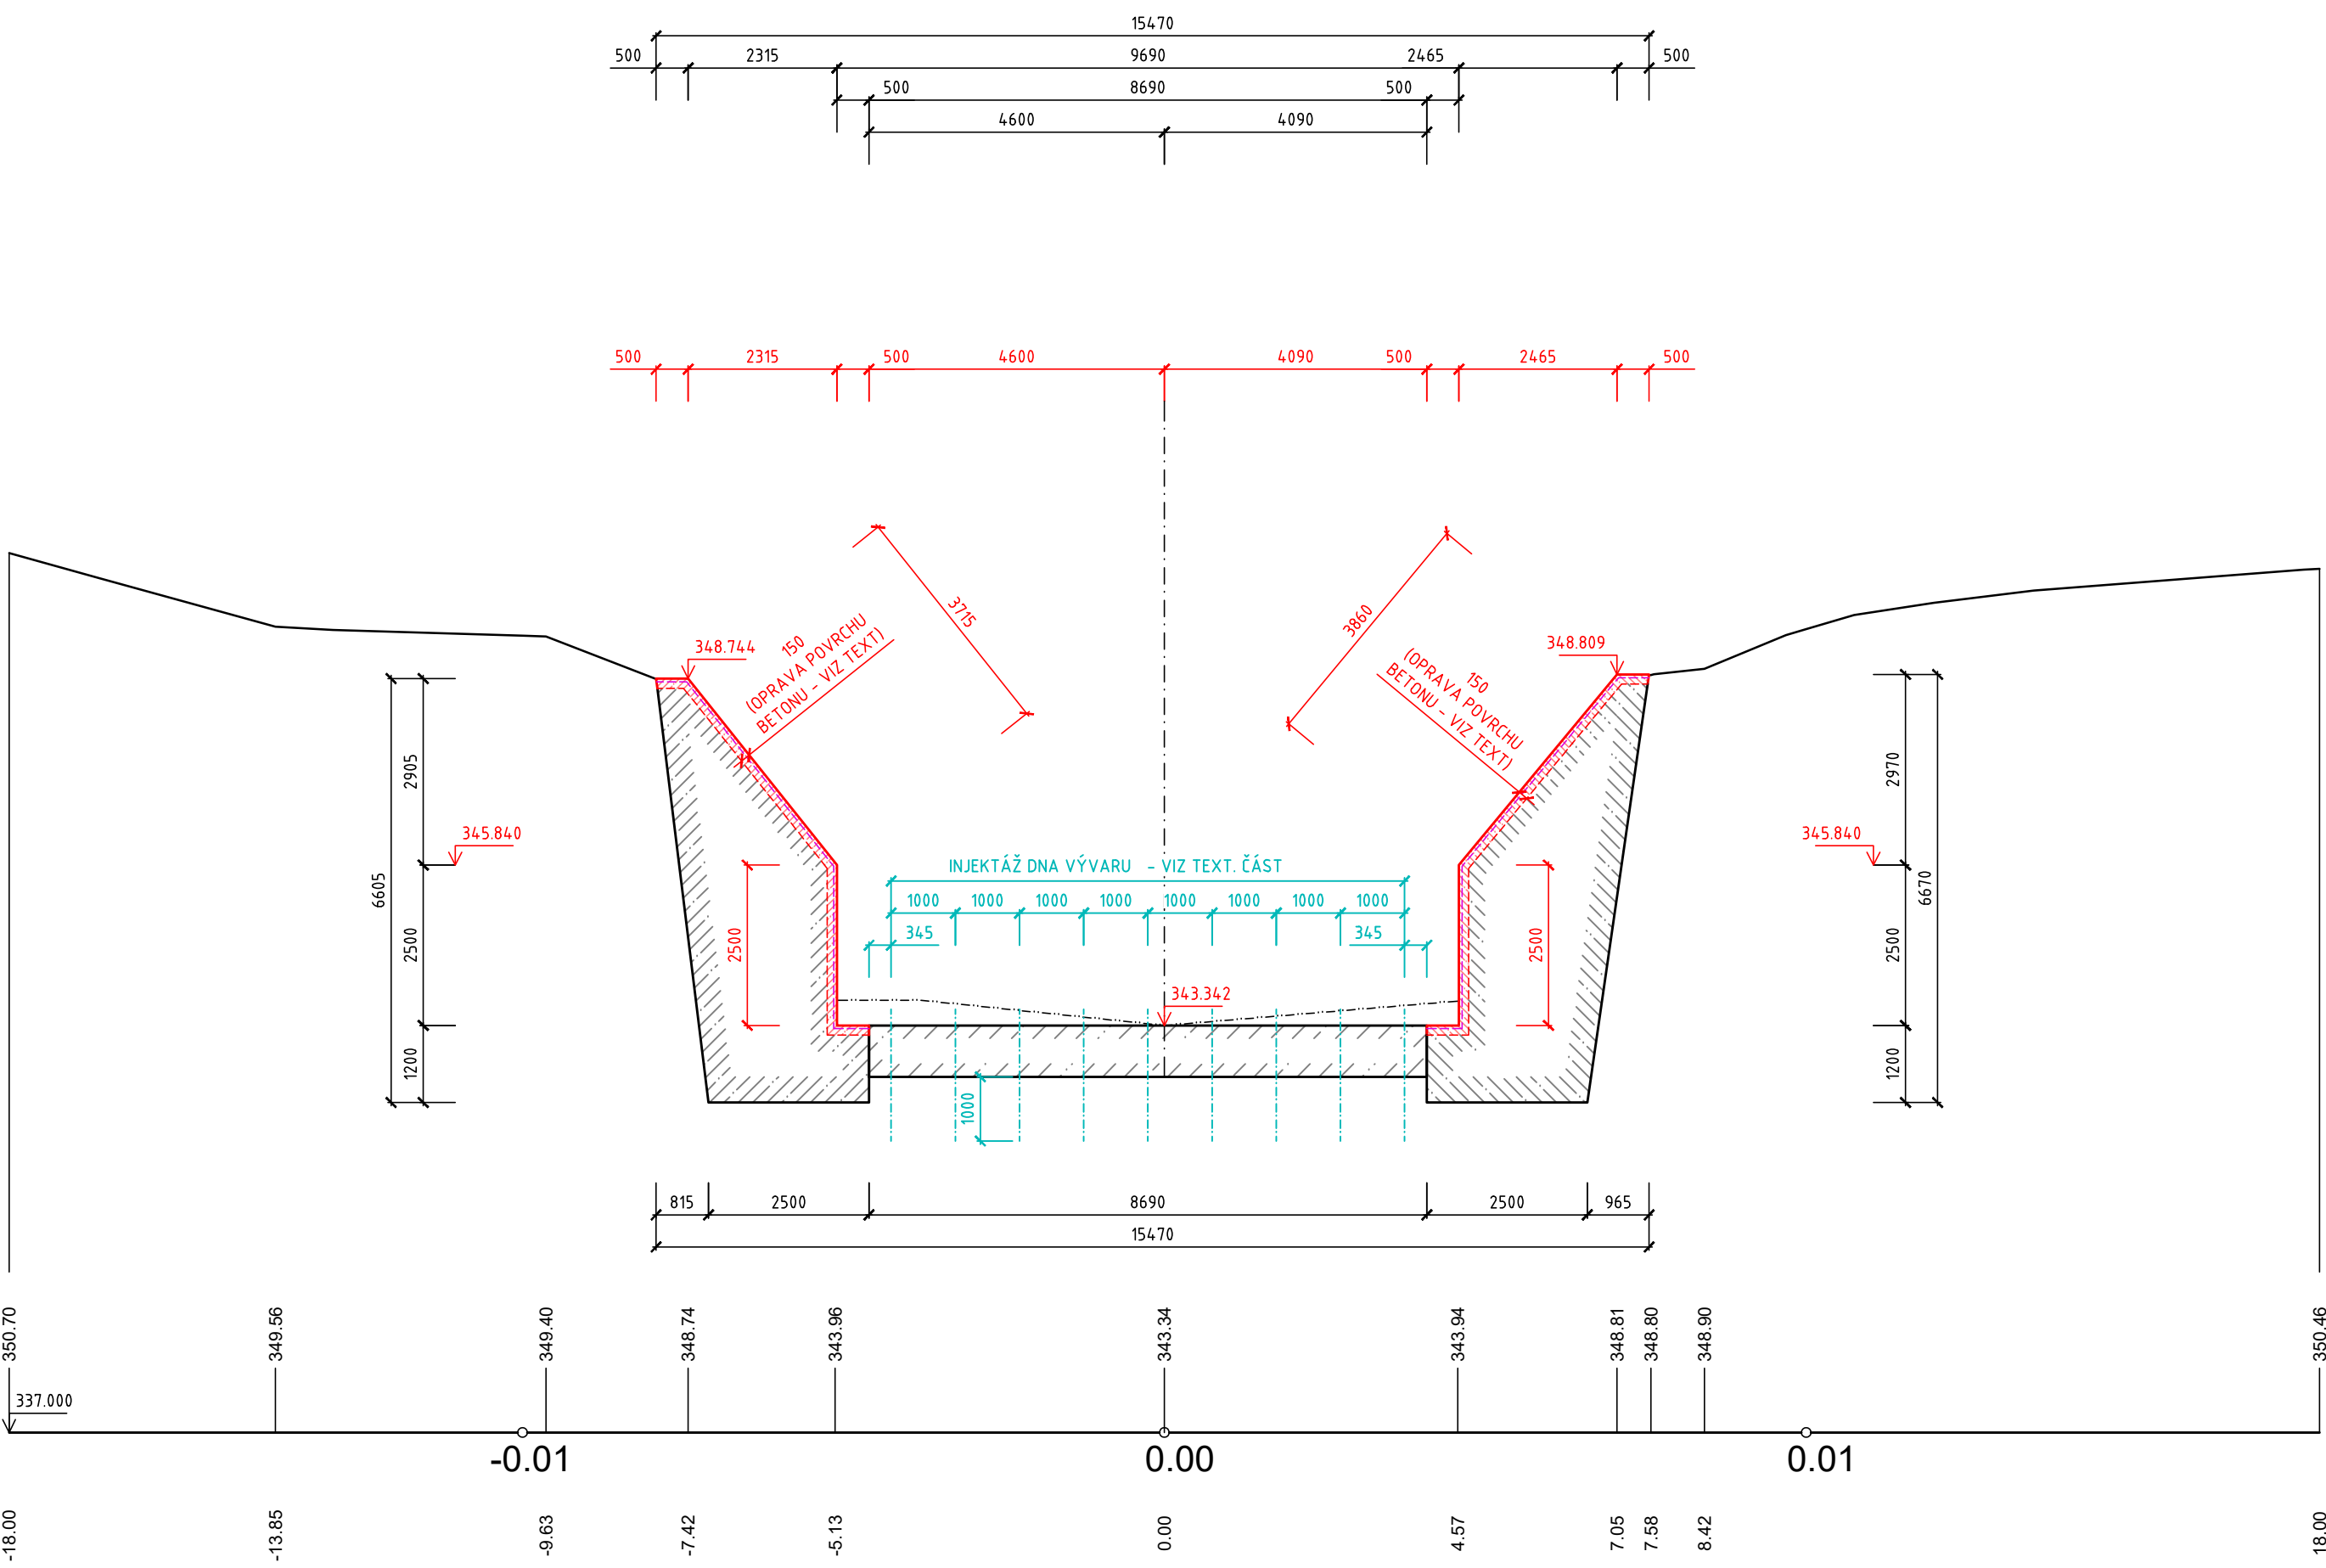 15470
500 2315 9690 2465 500
500 8690 500
4600 4090
500 2315 500 4600 4090 500 2465 500
3715
3860
348.744
150
(OPRAVA POVRCHU
BETONU - VIZ TEXT)
348.809
150
(OPRAVA POVRCHU
BETONU - VIZ TEXT)
2905
2970
345.840
345.840
6605
6670
INJEKTÁŽ DNA VÝVARU - VIZ TEXT. ČÁST
1000 1000 1000 1000 1000 1000 1000 1000
345 345
2500
2500
2500
2500
343.342
1200
1200
1000
815 2500 8690 2500 965
15470
350.70 349.56 349.40 348.74 343.96 343.34 343.94 348.81 348.80 348.90 350.46
337.000
-0.01 0.00 0.01
-18.00 -13.85 -9.63 -7.42 -5.13 0.00 4.57 7.05 7.58 8.42 18.00